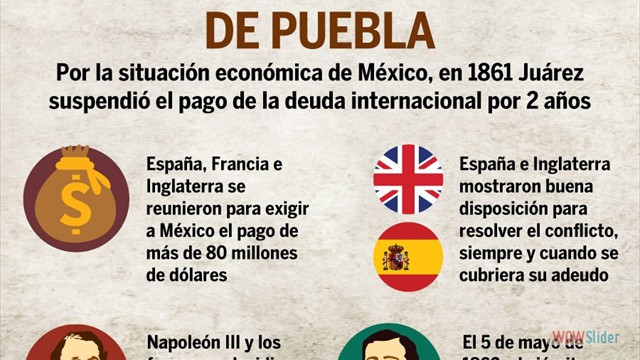 DE PUEBLA
Por la situación económica de México, en 1861 Juárez
suspendió el pago de la deuda internacional por 2 años
España, Francia e
Inglaterra se
reunieron para exigir
a México el pago de
más de 80 millones
de dólares
España e Inglaterra
mostraron buena
disposición para
resolver el conflicto,
siempre y cuando se
cubriera su adeudo
Napoleón III y los
El 5 de mayo de
WOWSlider